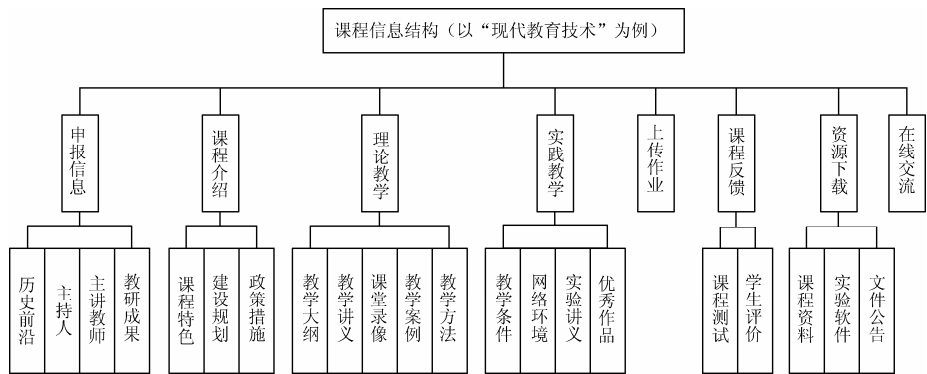 课程信息结构（以“现代教育技术”为例）
申报信息
课程介绍
理论教学
实践教学
上传作业
课程反馈
资源下载
在线交流
历史前沿
主持人
主讲教师
教研成果
课程特色
建设规划
政策措施
教学大纲
教学讲义
课堂录像
教学案例
教学方法
教学条件
网络环境
实验讲义
优秀作品
课程测试
学生评价
课程资料
实验软件
文件公告